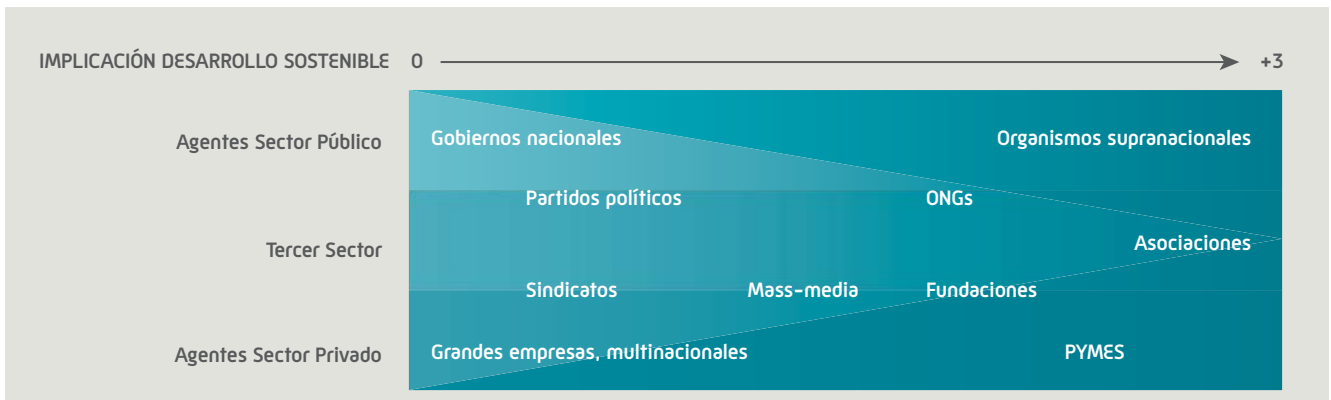 IMPLICACIÓN DESARROLLO SOSTENIBLE 0 +3
Agentes Sector Público Gobiernos nacionales Organismos supranacionales
Partidos políticos ONGs
Tercer Sector Asociaciones
Sindicatos Mass-media Fundaciones
Agentes Sector Privado Grandes empresas, multinacionales PYMES